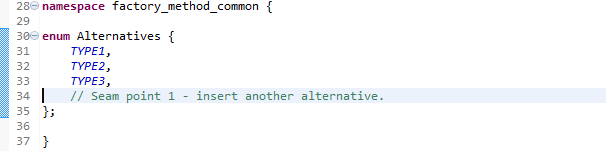 28 namespace factory_method_common {
29
30 enum Alternatives {
31     TYPE1,
32     TYPE2,
33     TYPE3,
34     // Seam point 1 - insert another alternative.
35 };
36
37 }